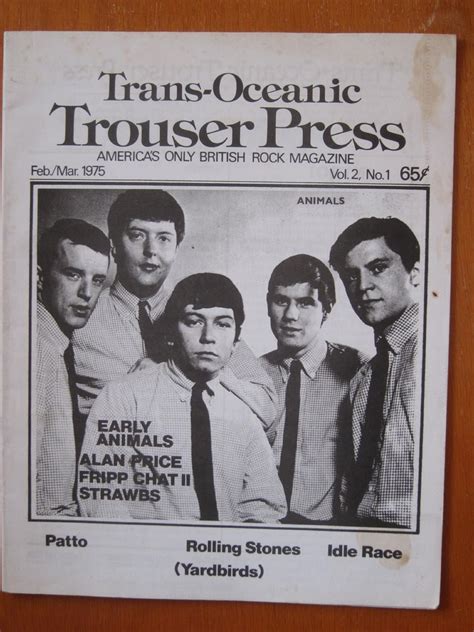 Trans-Oceanic
Trouser Press
AMERICA'S ONLY BRITISH ROCK MAGAZINE
Feb./Mar. 1975 Vol. 2, No. 1 65¢
ANIMALS
EARLY
ANIMALS
ALAN PRICE
FRIPP CHAT II
STRAWBS
Patto Rolling Stones Idle Race
(Yardbirds)